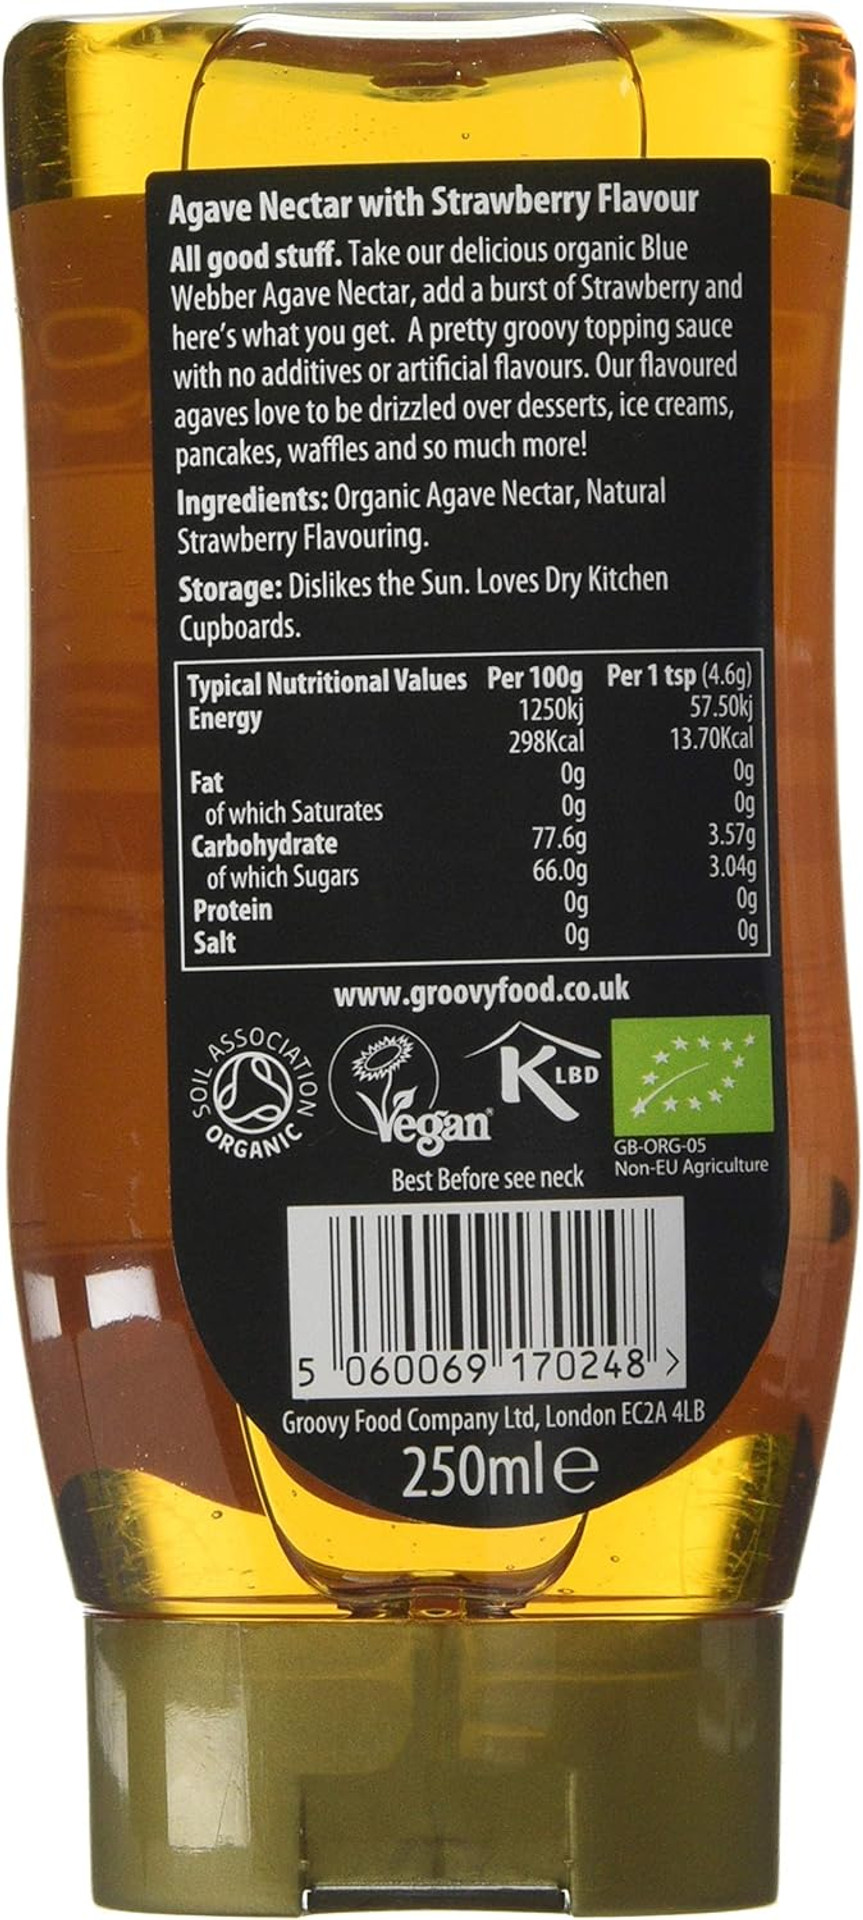 Agave Nectar with Strawberry Flavour
All good stuff. Take our delicious organic Blue
Webber Agave Nectar, add a burst of Strawberry and
here's what you get. A pretty groovy topping sauce
with no additives or artificial flavours. Our flavoured
agaves love to be drizzled over desserts, ice creams,
pancakes, waffles and so much more!
Ingredients: Organic Agave Nectar, Natural
Strawberry Flavouring.
Storage: Dislikes the Sun. Loves Dry Kitchen
Cupboards.
Typical Nutritional Values Per 100g Per 1 tsp (4.6g)
Energy 1250kj 57.50kj
298Kcal 13.70Kcal
Fat 0g 0g
of which Saturates 0g 0g
Carbohydrate 77.6g 3.57g
of which Sugars 66.0g 3.04g
Protein 0g 0g
Salt 0g 0g
www.groovyfood.co.uk
SOIL ASSOCIATION
ORGANIC
Vegan
K LBD
GB-ORG-05
Non-EU Agriculture
Best Before see neck
5 060069 170248 >
Groovy Food Company Ltd, London EC2A 4LB
250ml e